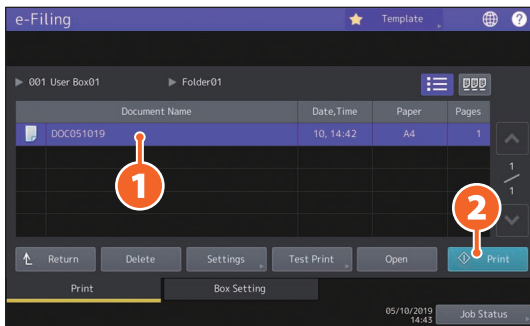 e-Filing
Template
?
001 User Box01
Folder01
Document Name Date,Time Paper Pages
DOC051019 10, 14:42 A4 1
1
1
1
2
Return Delete Settings Test Print Open Print
Print Box Setting
05/10/2019
14:43
Job Status